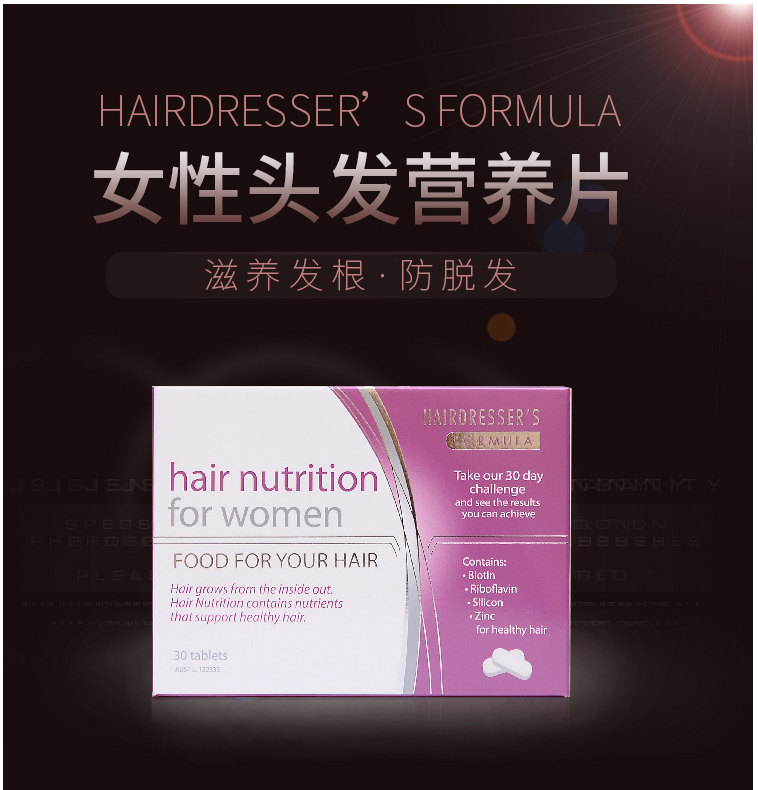 HAIRDRESSER’S FORMULA
女性头发营养片
滋养发根·防脱发
HAIRDRESSER'S
FORMULA
hair nutrition
for women
Take our 30 day
challenge
and see the results
you can achieve
FOOD FOR YOUR HAIR
Hair grows from the inside out.
Hair Nutrition contains nutrients
that support healthy hair.
Contains:
• Biotin
• Riboflavin
• Silicon
• Zinc
for healthy hair
30 tablets